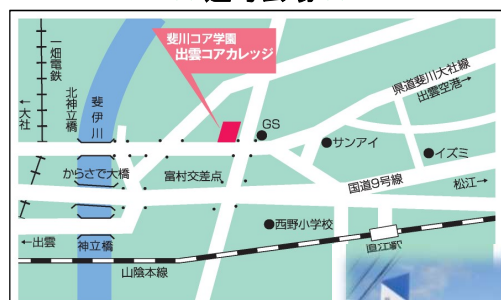 斐川コア学園
出雲コアカレッジ
一畑電鉄
北神立橋
斐伊川
←大社
県道斐川大社線
出雲空港→
GS
サンアイ
イズミ
からさで大橋
富村交差点
国道9号線
松江→
西野小学校
←出雲
神立橋
直江駅
山陰本線